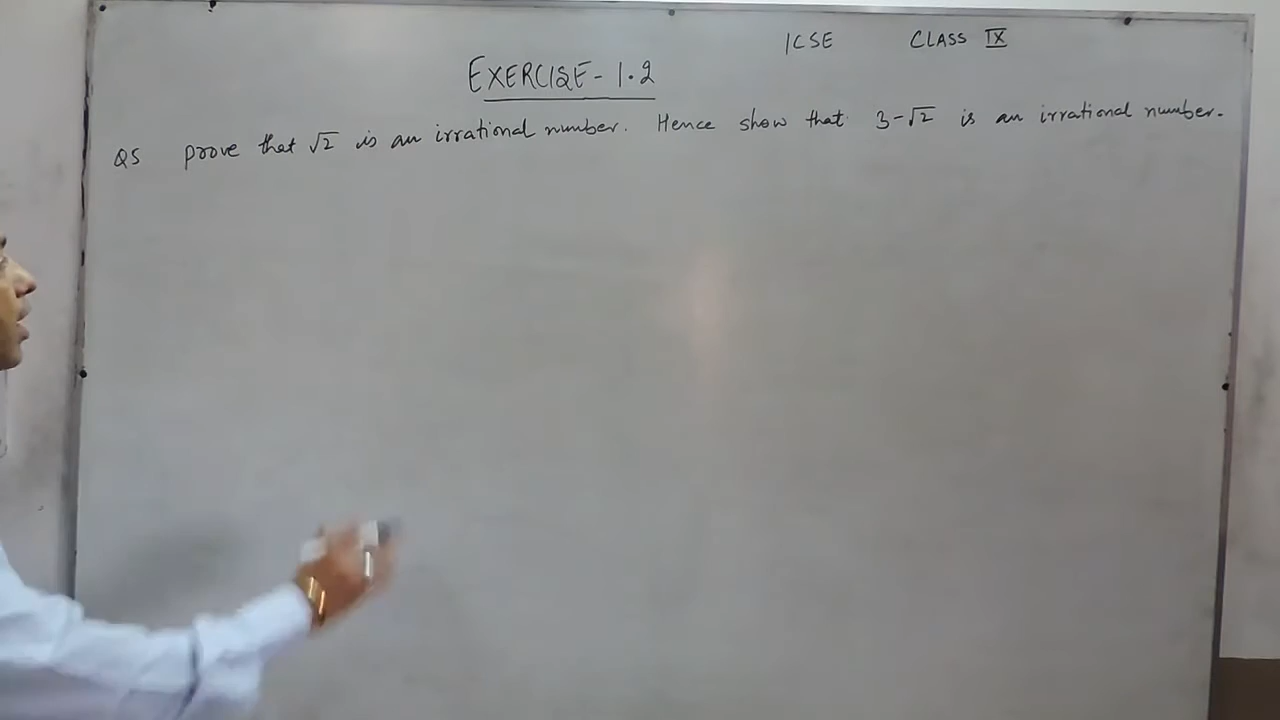 ICSE CLASS IX
EXERCISE - 1.2
Q5 prove that √2 is an irrational number. Hence show that 3-√2 is an irrational number.